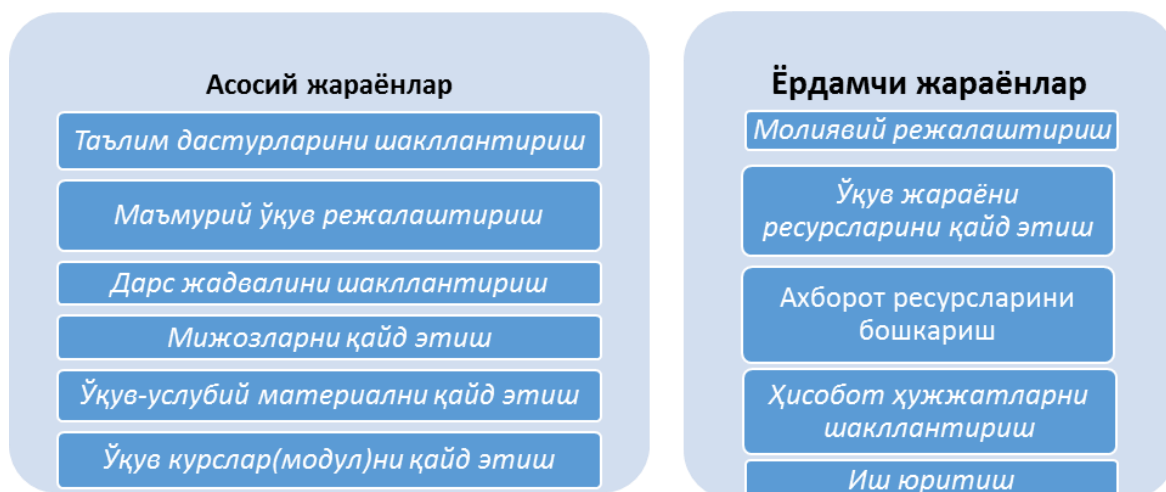 Асосий жараёнлар
Таълим дастурларини шакллантириш
Маъмурий ўқув режалаштириш
Дарс жадвалини шакллантириш
Мижозларни қайд этиш
Ўқув-услубий материални қайд этиш
Ўқув курслар(модул)ни қайд этиш
Ёрдамчи жараёнлар
Молиявий режалаштириш
Ўқув жараёни
ресурсларини қайд этиш
Ахборот ресурсларини
бошкариш
Ҳисобот ҳужжатларни
шакллантириш
Иш юритиш